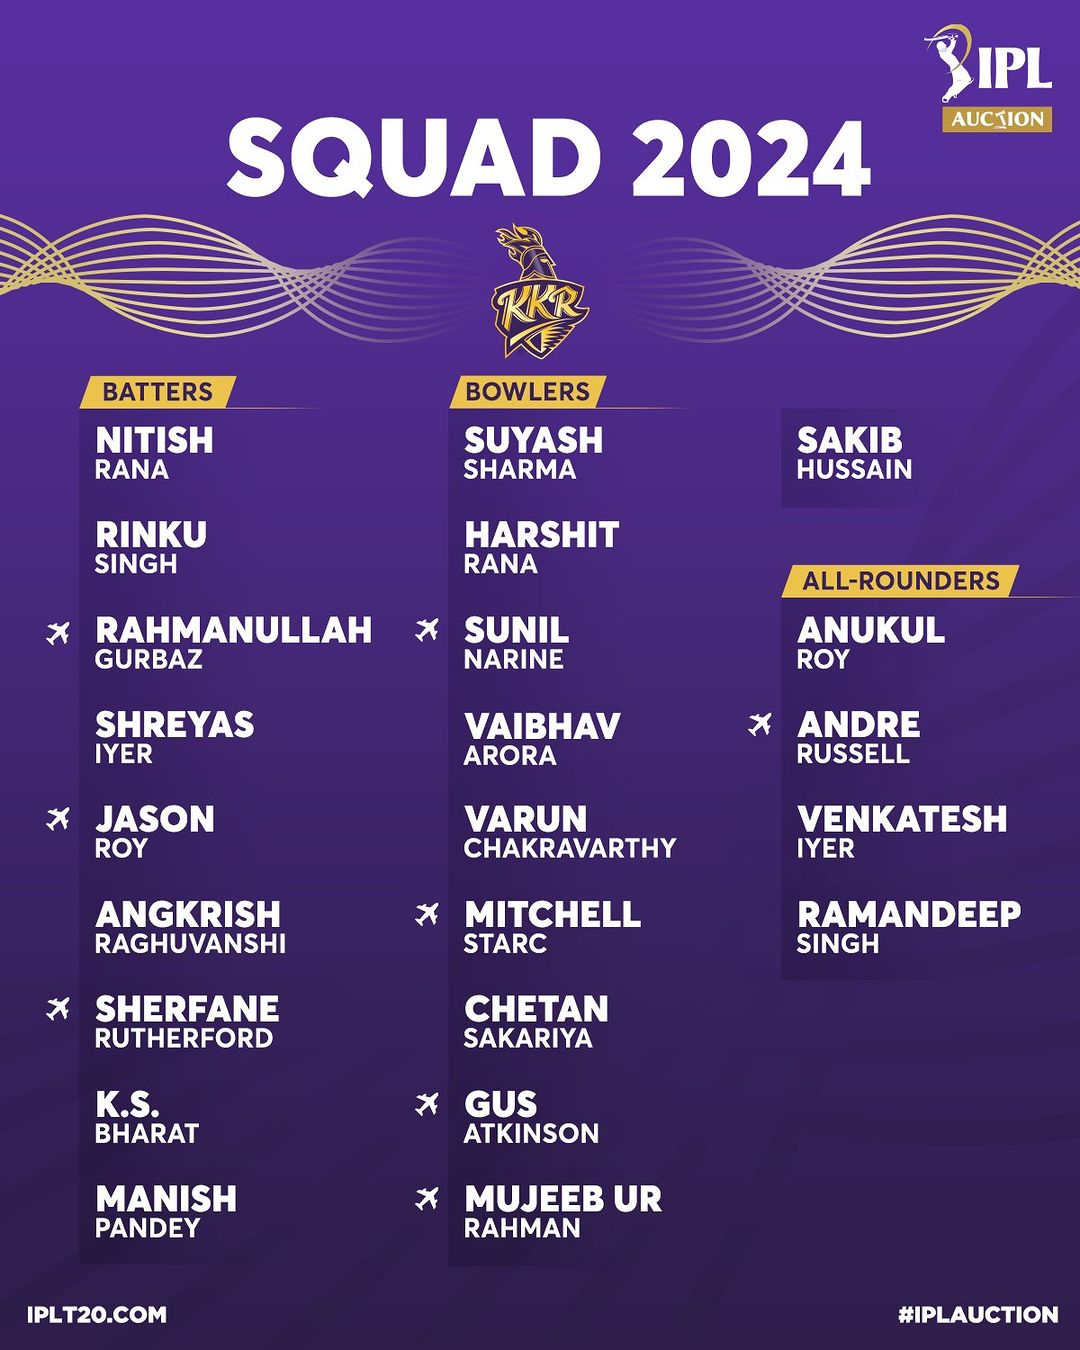 IPL
AUCTION
SQUAD 2024
KKR
BATTERS
NITISH
RANA
RINKU
SINGH
RAHMANULLAH
GURBAZ
SHREYAS
IYER
JASON
ROY
ANGKRISH
RAGHUVANSHI
SHERFANE
RUTHERFORD
K.S.
BHARAT
MANISH
PANDEY
BOWLERS
SUYASH
SHARMA
HARSHIT
RANA
SUNIL
NARINE
VAIBHAV
ARORA
VARUN
CHAKRAVARTHY
MITCHELL
STARC
CHETAN
SAKARIYA
GUS
ATKINSON
MUJEEB UR
RAHMAN
SAKIB
HUSSAIN
ALL-ROUNDERS
ANUKUL
ROY
ANDRE
RUSSELL
VENKATESH
IYER
RAMANDEEP
SINGH
IPLT20.COM
#IPLAUCTION